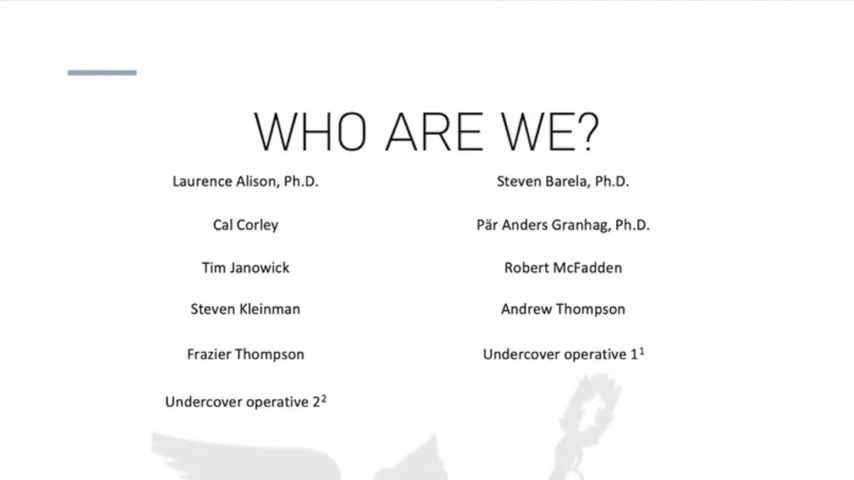 WHO ARE WE?
Laurence Alison, Ph.D.
Steven Barela, Ph.D.
Cal Corley
Pär Anders Granhag, Ph.D.
Tim Janowick
Robert McFadden
Steven Kleinman
Andrew Thompson
Frazier Thompson
Undercover operative 1¹
Undercover operative 2²